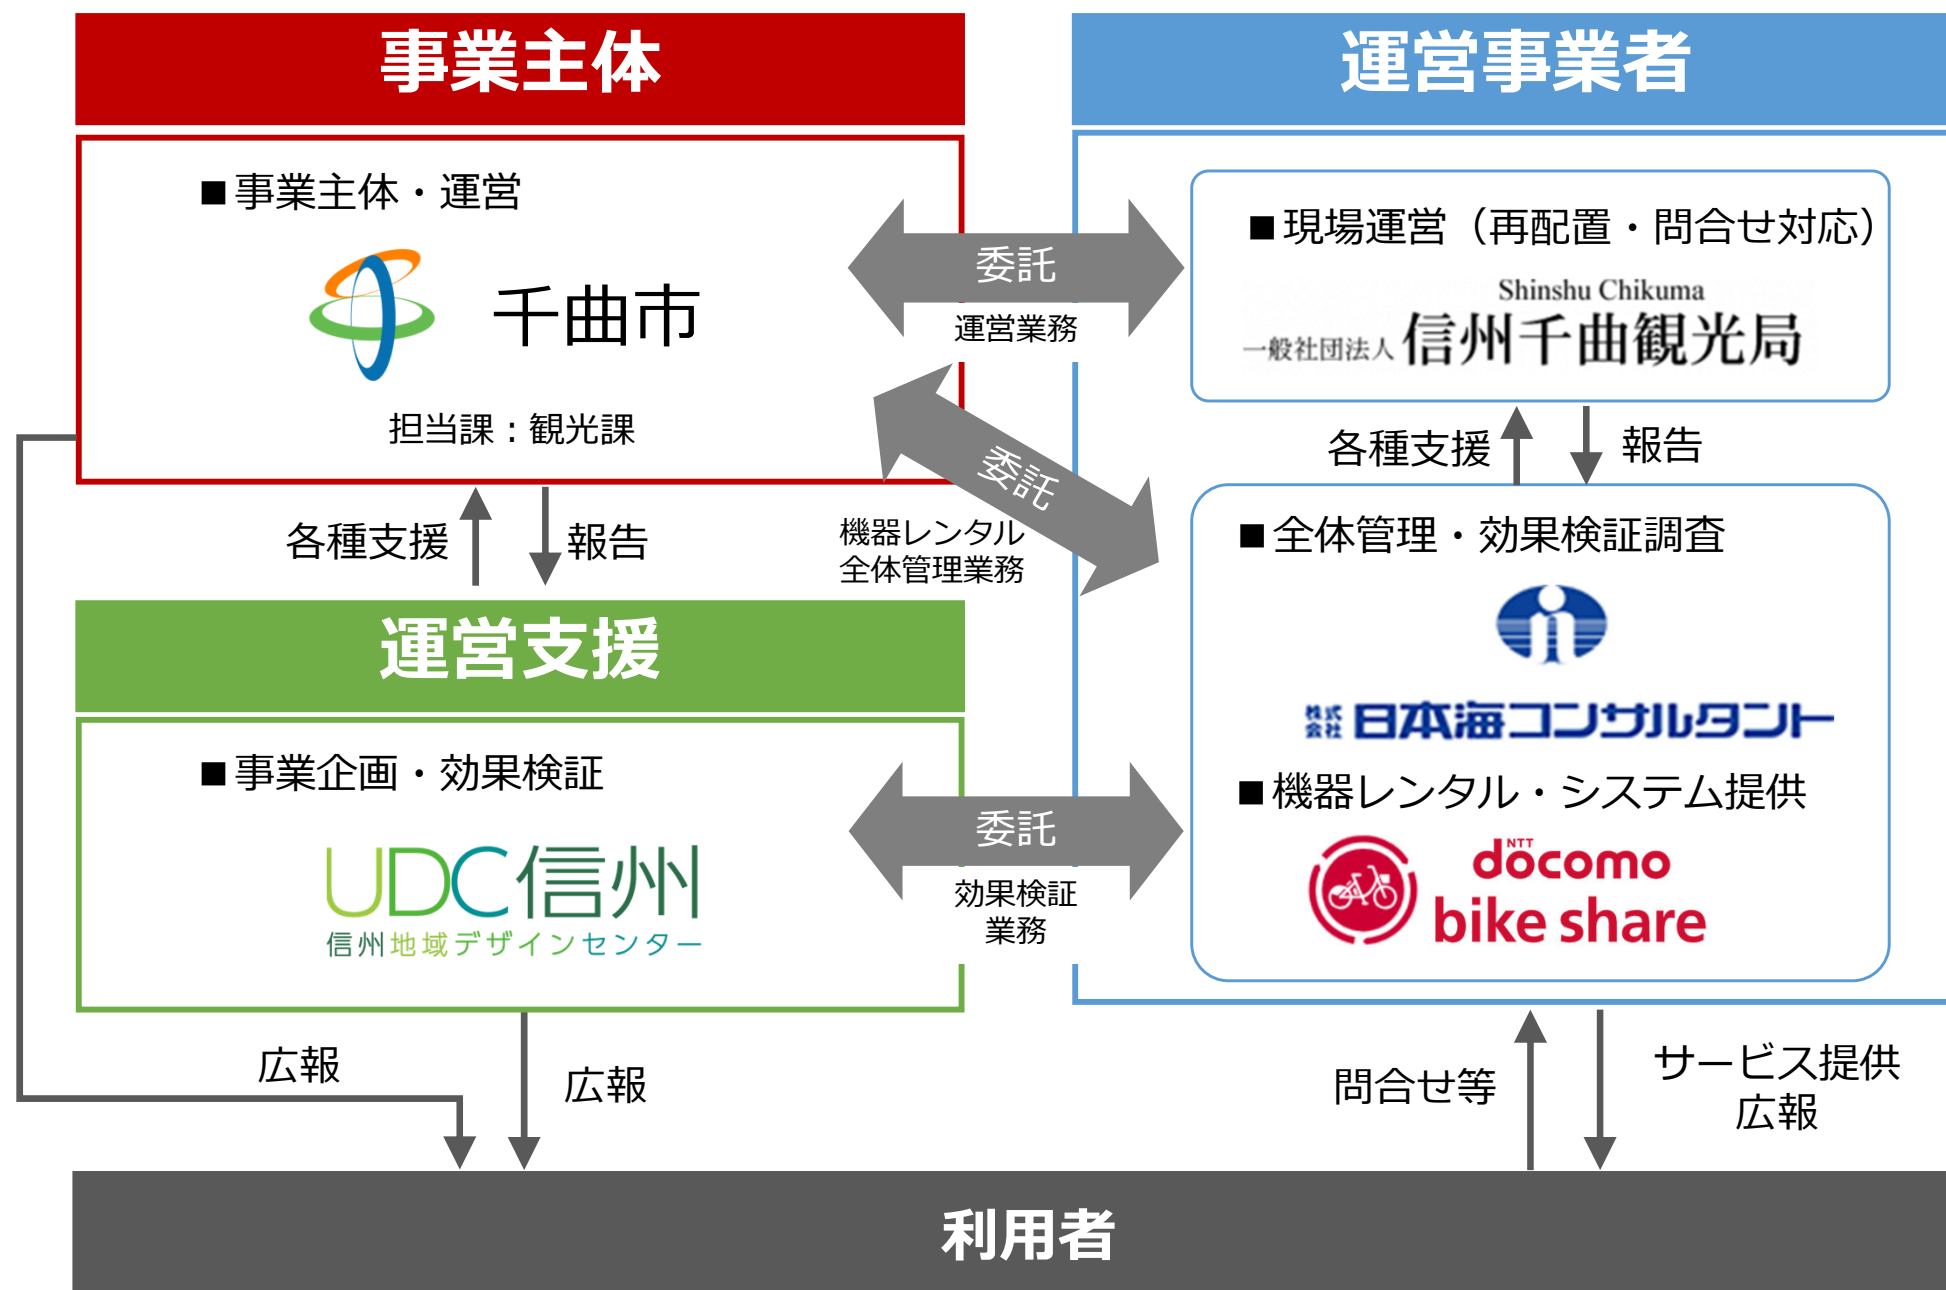 事業主体
■事業主体・運営
千曲市
担当課：観光課
各種支援
報告
運営支援
■事業企画・効果検証
UDC信州
信州地域デザインセンター
広報
広報
委託
運営業務
委託
機器レンタル
全体管理業務
委託
効果検証
業務
運営事業者
■現場運営（再配置・問合せ対応）
Shinshu Chikuma
一般社団法人 信州千曲観光局
各種支援
報告
■全体管理・効果検証調査
株式会社 日本海コンサルタント
■機器レンタル・システム提供
NTT
docomo
bike share
問合せ等
サービス提供
広報
利用者